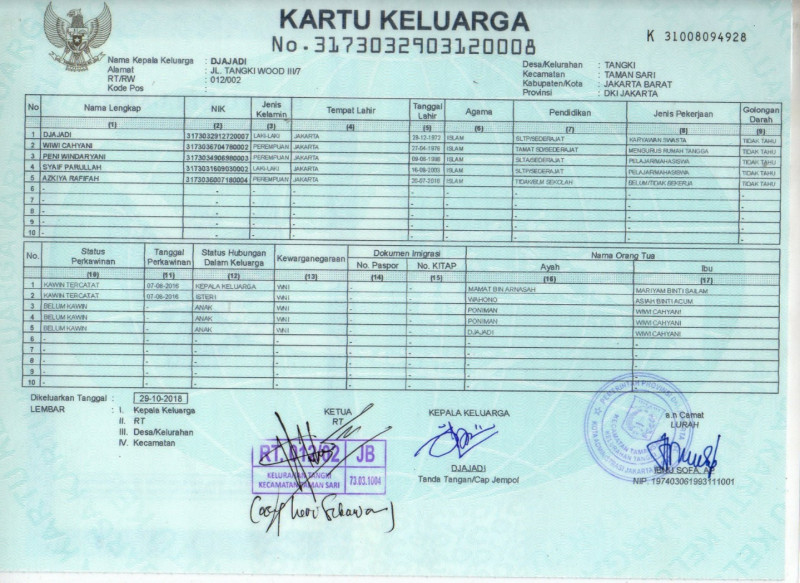 KARTU KELUARGA
No. 3173032903120008
K 31008094928
Nama Kepala Keluarga : DJAJADI
Alamat : JL. TANGKI WOOD III/7
RT/RW : 012/002
Kode Pos :
Desa/Kelurahan : TANGKI
Kecamatan : TAMAN SARI
Kabupaten/Kota : JAKARTA BARAT
Provinsi : DKI JAKARTA
No Nama Lengkap NIK Jenis Kelamin Tempat Lahir Tanggal Lahir Agama Pendidikan Jenis Pekerjaan Golongan Darah
(1) (2) (3) (4) (5) (6) (7) (8) (9)
1 DJAJADI 3173032912720007 LAKI-LAKI JAKARTA 29-12-1972 ISLAM SLTP/SEDERAJAT KARYAWAN SWASTA TIDAK TAHU
2 WIWI CAHYANI 3173036704780002 PEREMPUAN JAKARTA 27-04-1978 ISLAM TAMAT SD/SEDERAJAT MENGURUS RUMAH TANGGA TIDAK TAHU
3 PENI WINDARYANI 3173034906980003 PEREMPUAN JAKARTA ISLAM SLTA/SEDERAJAT PELAJAR/MAHASISWA TIDAK TAHU
4 SYAIF PARULLAH LAKI-LAKI JAKARTA ISLAM SLTP/SEDERAJAT PELAJAR/MAHASISWA TIDAK TAHU
5 AZKIYA RAFIFAH 3173036007180004 PEREMPUAN JAKARTA 20-07-2018 ISLAM TIDAK/BLM SEKOLAH BELUM/TIDAK BEKERJA TIDAK TAHU
6 - - - - - - - - -
7 - - - - - - - - -
8 - - - - - - - - -
9 - - - - - - - - -
10 - - - - - - - - -
No. Status Perkawinan Tanggal Perkawinan Status Hubungan Dalam Keluarga Kewarganegaraan Dokumen Imigrasi Nama Orang Tua
No. Paspor No. KITAP Ayah Ibu
(10) (11) (12) (13) (14) (15) (16) (17)
1 KAWIN TERCATAT 07-06-2016 KEPALA KELUARGA WNI - - MAMAT BIN ARNASAH MARIYAM BINTI SAILAM
2 KAWIN TERCATAT 07-06-2016 ISTERI WNI - - WAHONO ASIAH BINTI ACUM
3 BELUM KAWIN - ANAK WNI - - PONIMAN WIWI CAHYANI
4 BELUM KAWIN - ANAK WNI - - PONIMAN WIWI CAHYANI
5 BELUM KAWIN - ANAK WNI - - DJAJADI WIWI CAHYANI
6 - - - - - - - -
7 - - - - - - - -
8 - - - - - - - -
9 - - - - - - - -
10 - - - - - - - -
Dikeluarkan Tanggal : 29-10-2018
LEMBAR : I. Kepala Keluarga
II. RT
III. Desa/Kelurahan
IV. Kecamatan
KETUA
RT
RT. 012/02 JB
KELURAHAN TANGKI
KECAMATAN TAMAN SARI 73.03.1004
KEPALA KELUARGA
DJAJADI
Tanda Tangan/Cap Jempol
a.n Camat
LURAH
IBNU SOFA, AP
NIP. 197403061993111001